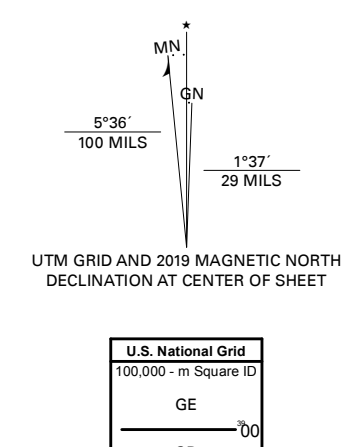 ★
MN
GN
5°36´
100 MILS
1°37´
29 MILS
UTM GRID AND 2019 MAGNETIC NORTH
DECLINATION AT CENTER OF SHEET
U.S. National Grid
100,000 - m Square ID
GE
³⁹00